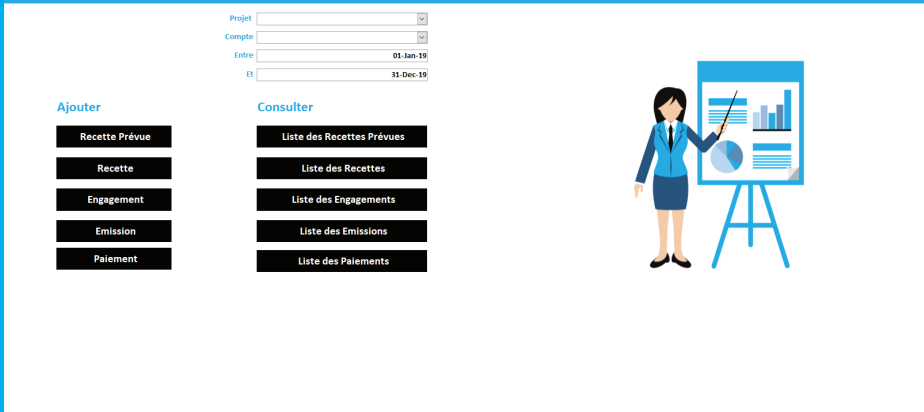 Projet
Compte
Entre 01-Jan-19
Et 31-Dec-19
Ajouter Consulter
Recette Prévue Liste des Recettes Prévues
Recette Liste des Recettes
Engagement Liste des Engagements
Emission Liste des Emissions
Paiement Liste des Paiements